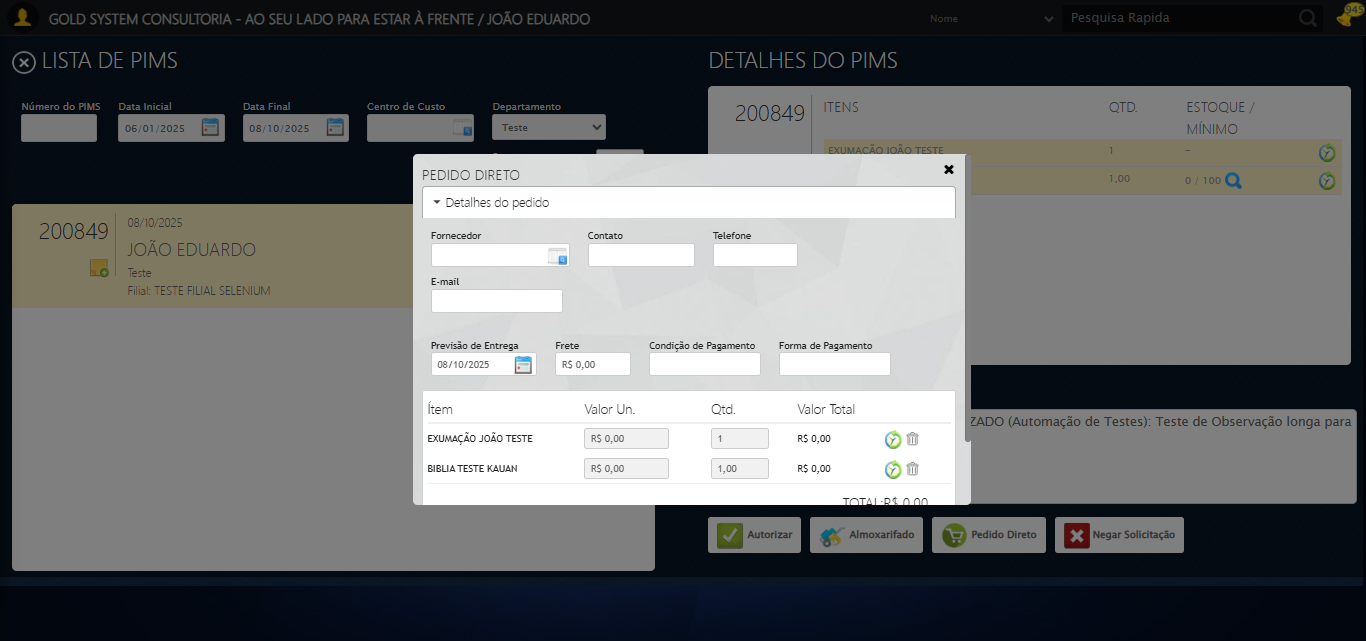 GOLD SYSTEM CONSULTORIA - AO SEU LADO PARA ESTAR À FRENTE / JOÃO EDUARDO
Nome
Pesquisa Rapida
945
LISTA DE PIMS
Número do PIMS
Data Inicial
Data Final
Centro de Custo
Departamento
06/01/2025
08/10/2025
Teste
200849
08/10/2025
JOÃO EDUARDO
Teste
Filial: TESTE FILIAL SELENIUM
DETALHES DO PIMS
200849
ITENS
QTD.
ESTOQUE /
MÍNIMO
EXUMAÇÃO JOÃO TESTE
1
–
1,00
0 / 100
ZADO (Automação de Testes): Teste de Observação longa para
Autorizar
Almoxarifado
Pedido Direto
Negar Solicitação
PEDIDO DIRETO
Detalhes do pedido
Fornecedor
Contato
Telefone
E-mail
Previsão de Entrega
Frete
Condição de Pagamento
Forma de Pagamento
08/10/2025
R$ 0,00
Ítem
Valor Un.
Qtd.
Valor Total
EXUMAÇÃO JOÃO TESTE
R$ 0,00
1
R$ 0,00
BIBLIA TESTE KAUAN
R$ 0,00
1,00
R$ 0,00
TOTAL:R$ 0,00